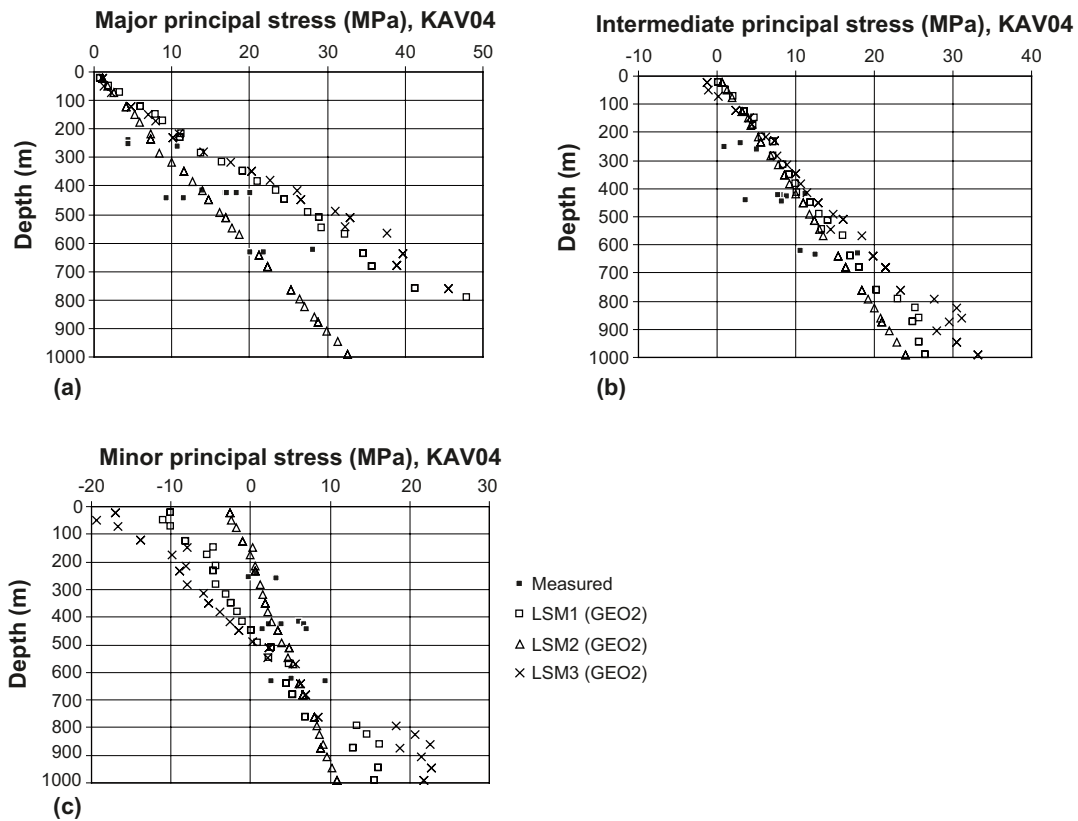 Major principal stress (MPa), KAV04
0 10 20 30 40 50
0
100
200
300
400
500
600
700
800
900
1000
Depth (m)
(a)
Intermediate principal stress (MPa), KAV04
-10 0 10 20 30 40
0
100
200
300
400
500
600
700
800
900
1000
Depth (m)
(b)
Minor principal stress (MPa), KAV04
-20 -10 0 10 20 30
0
100
200
300
400
500
600
700
800
900
1000
Depth (m)
(c)
Measured
LSM1 (GEO2)
LSM2 (GEO2)
LSM3 (GEO2)